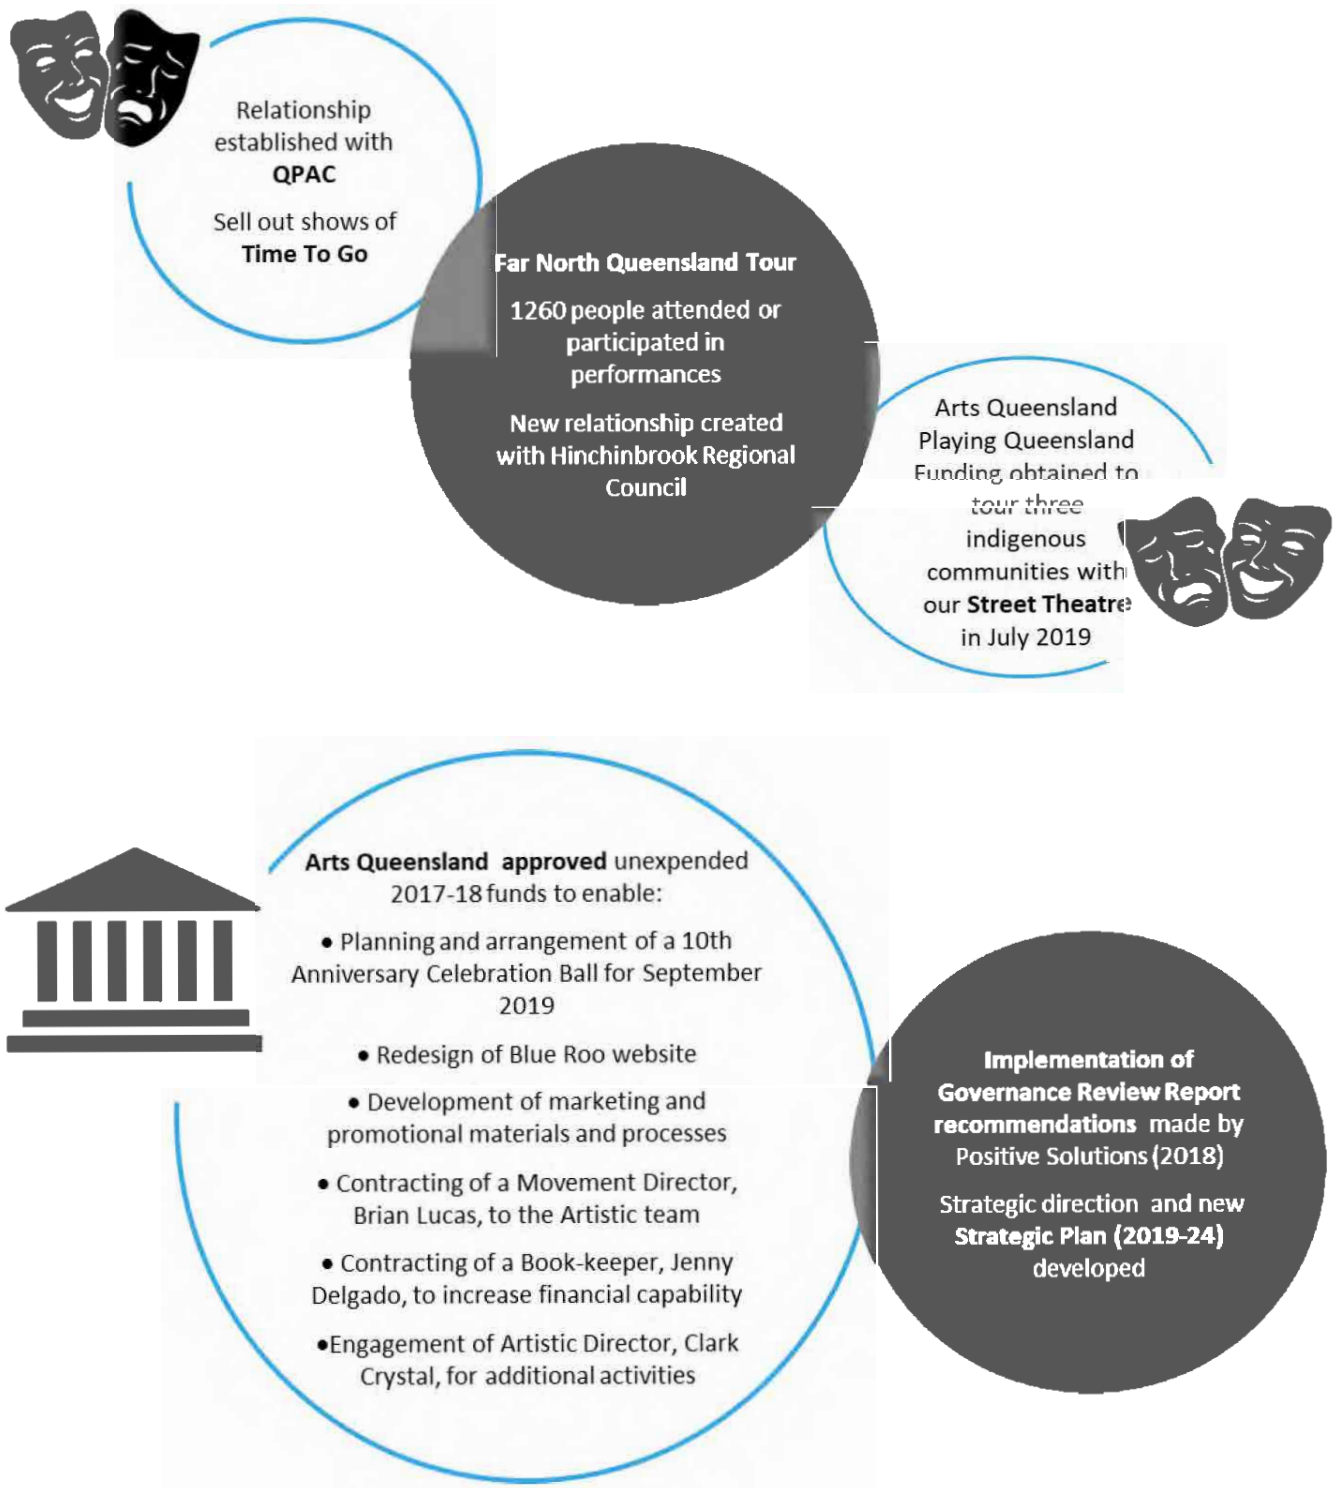 Relationship
established with
QPAC
Sell out shows of
Time To Go
Far North Queensland Tour
1260 people attended or
participated in
performances
New relationship created
with Hinchinbrook Regional
Council
Arts Queensland
Playing Queensland
Funding obtained to
tour three
indigenous
communities with
our Street Theatre
in July 2019
Arts Queensland approved unexpended
2017-18 funds to enable:
• Planning and arrangement of a 10th
Anniversary Celebration Ball for September
2019
• Redesign of Blue Roo website
• Development of marketing and
promotional materials and processes
• Contracting of a Movement Director,
Brian Lucas, to the Artistic team
• Contracting of a Book-keeper, Jenny
Delgado, to increase financial capability
•Engagement of Artistic Director, Clark
Crystal, for additional activities
Implementation of
Governance Review Report
recommendations made by
Positive Solutions (2018)
Strategic direction and new
Strategic Plan (2019-24)
developed